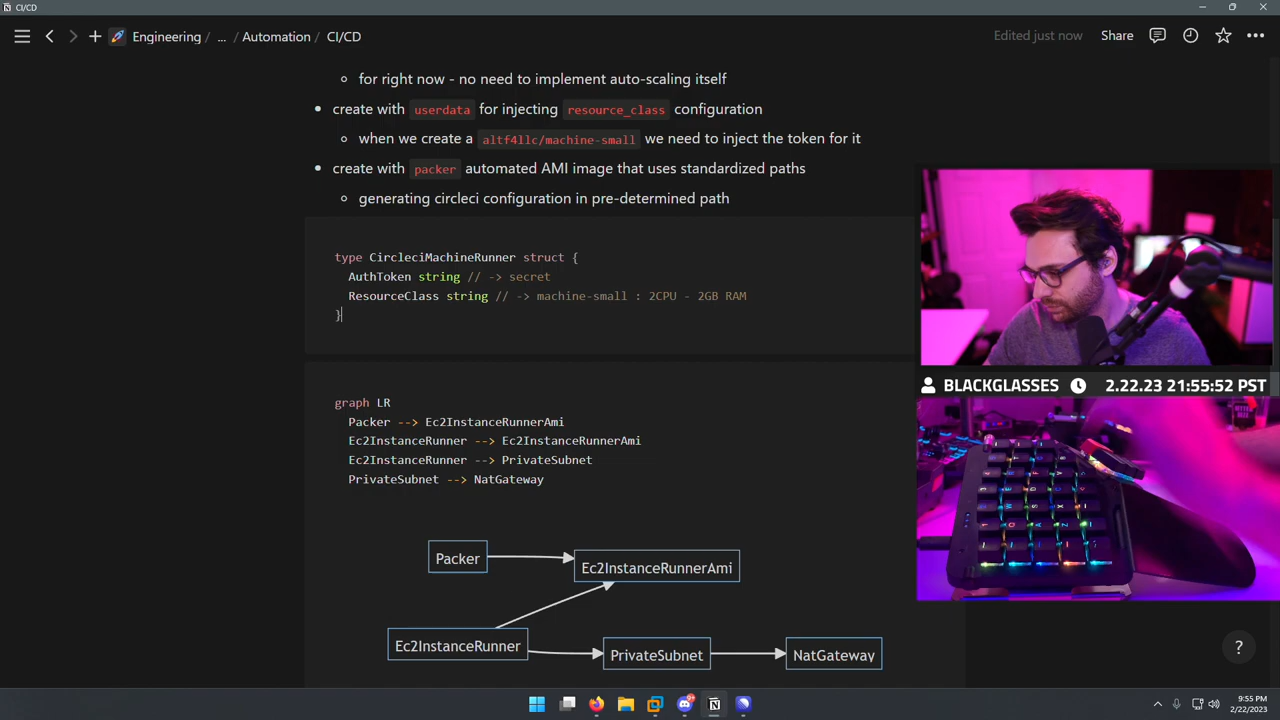 CI/CD
Engineering / ... / Automation / CI/CD
Edited just now
Share
for right now - no need to implement auto-scaling itself
create with userdata for injecting resource_class configuration
when we create a altf4llc/machine-small we need to inject the token for it
create with packer automated AMI image that uses standardized paths
generating circleci configuration in pre-determined path
type CircleciMachineRunner struct {
AuthToken string // -> secret
ResourceClass string // -> machine-small : 2CPU - 2GB RAM
}
BLACKGLASSES 2.22.23 21:55:52 PST
graph LR
Packer --> Ec2InstanceRunnerAmi
Ec2InstanceRunner --> Ec2InstanceRunnerAmi
Ec2InstanceRunner --> PrivateSubnet
PrivateSubnet --> NatGateway
Packer
Ec2InstanceRunnerAmi
Ec2InstanceRunner
PrivateSubnet
NatGateway
?
9:55 PM
2/22/2023